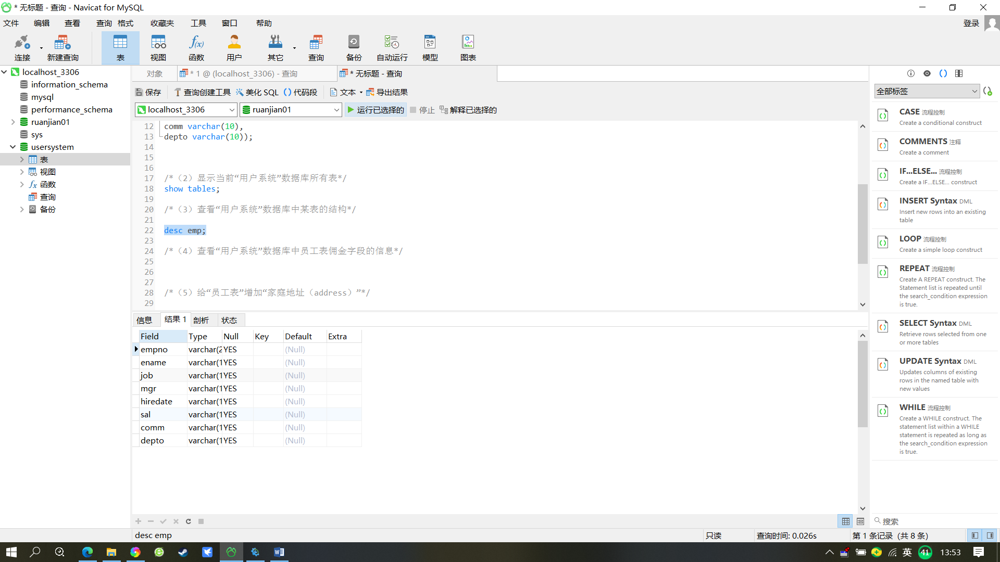 * 无标题 - 查询 - Navicat for MySQL
文件 编辑 查看 查询 格式 收藏夹 工具 窗口 帮助 登录
连接 新建查询 表 视图 函数 用户 其它 查询 备份 自动运行 模型 图表
localhost_3306
information_schema
mysql
performance_schema
ruanjian01
sys
usersystem
表
视图
函数
查询
备份
对象 * 1 @ (localhost_3306) - 查询 * 无标题 - 查询
保存 查询创建工具 美化 SQL 代码段 文本 导出结果
localhost_3306 ruanjian01 运行已选择的 停止 解释已选择的
12 comm varchar(10),
13 depto varchar(10));
14
15
16
17 /*（2）显示当前“用户系统”数据库所有表*/
18 show tables;
19
20 /*（3）查看“用户系统”数据库中某表的结构*/
21
22 desc emp;
23
24 /*（4）查看“用户系统”数据库中员工表佣金字段的信息*/
25
26
27
28 /*（5）给“员工表”增加“家庭地址（address）”*/
29
信息 结果 1 剖析 状态
Field Type Null Key Default Extra
empno varchar(2 YES (Null)
ename varchar(1 YES (Null)
job varchar(1 YES (Null)
mgr varchar(1 YES (Null)
hiredate varchar(1 YES (Null)
sal varchar(1 YES (Null)
comm varchar(1 YES (Null)
depto varchar(1 YES (Null)
desc emp 只读 查询时间: 0.026s 第 1 条记录 (共 8 条)
全部标签
CASE 流程控制
Create a conditional construct
COMMENTS 注释
Create a comment
IF...ELSE... 流程控制
Create a IF...ELSE... construct
INSERT Syntax DML
Insert new rows into an existing
table
LOOP 流程控制
Create a simple loop construct
REPEAT 流程控制
Create A REPEAT construct. The
Statement list is repeated until
the search_condition expression
is true.
SELECT Syntax DML
Retrieve rows selected from one
or more tables
UPDATE Syntax DML
Updates columns of existing
rows in the named table with
new values
WHILE 流程控制
Create a WHILE construct. The
statement list within a WHILE
statement is repeated as long as
the search_condition expression
is true.
搜索
英 41 13:53